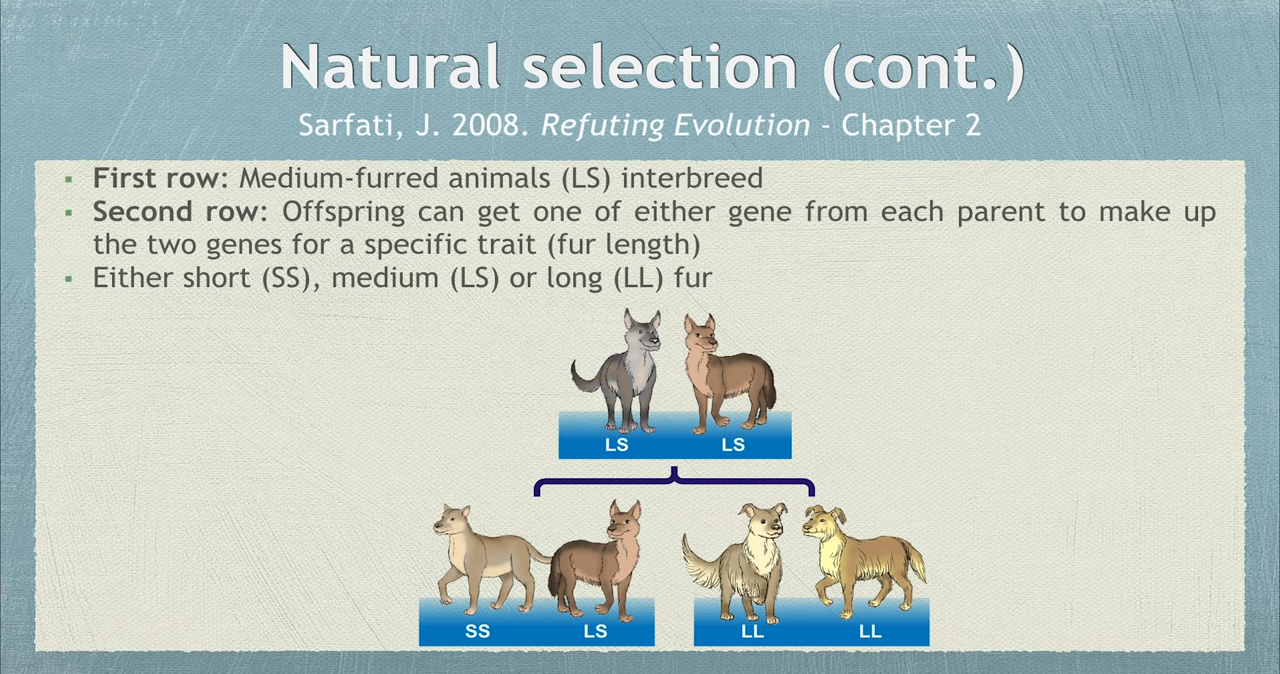 Natural selection (cont.)
Sarfati, J. 2008. Refuting Evolution - Chapter 2
▪ First row: Medium-furred animals (LS) interbreed
▪ Second row: Offspring can get one of either gene from each parent to make up
the two genes for a specific trait (fur length)
▪ Either short (SS), medium (LS) or long (LL) fur
LS LS
SS LS LL LL